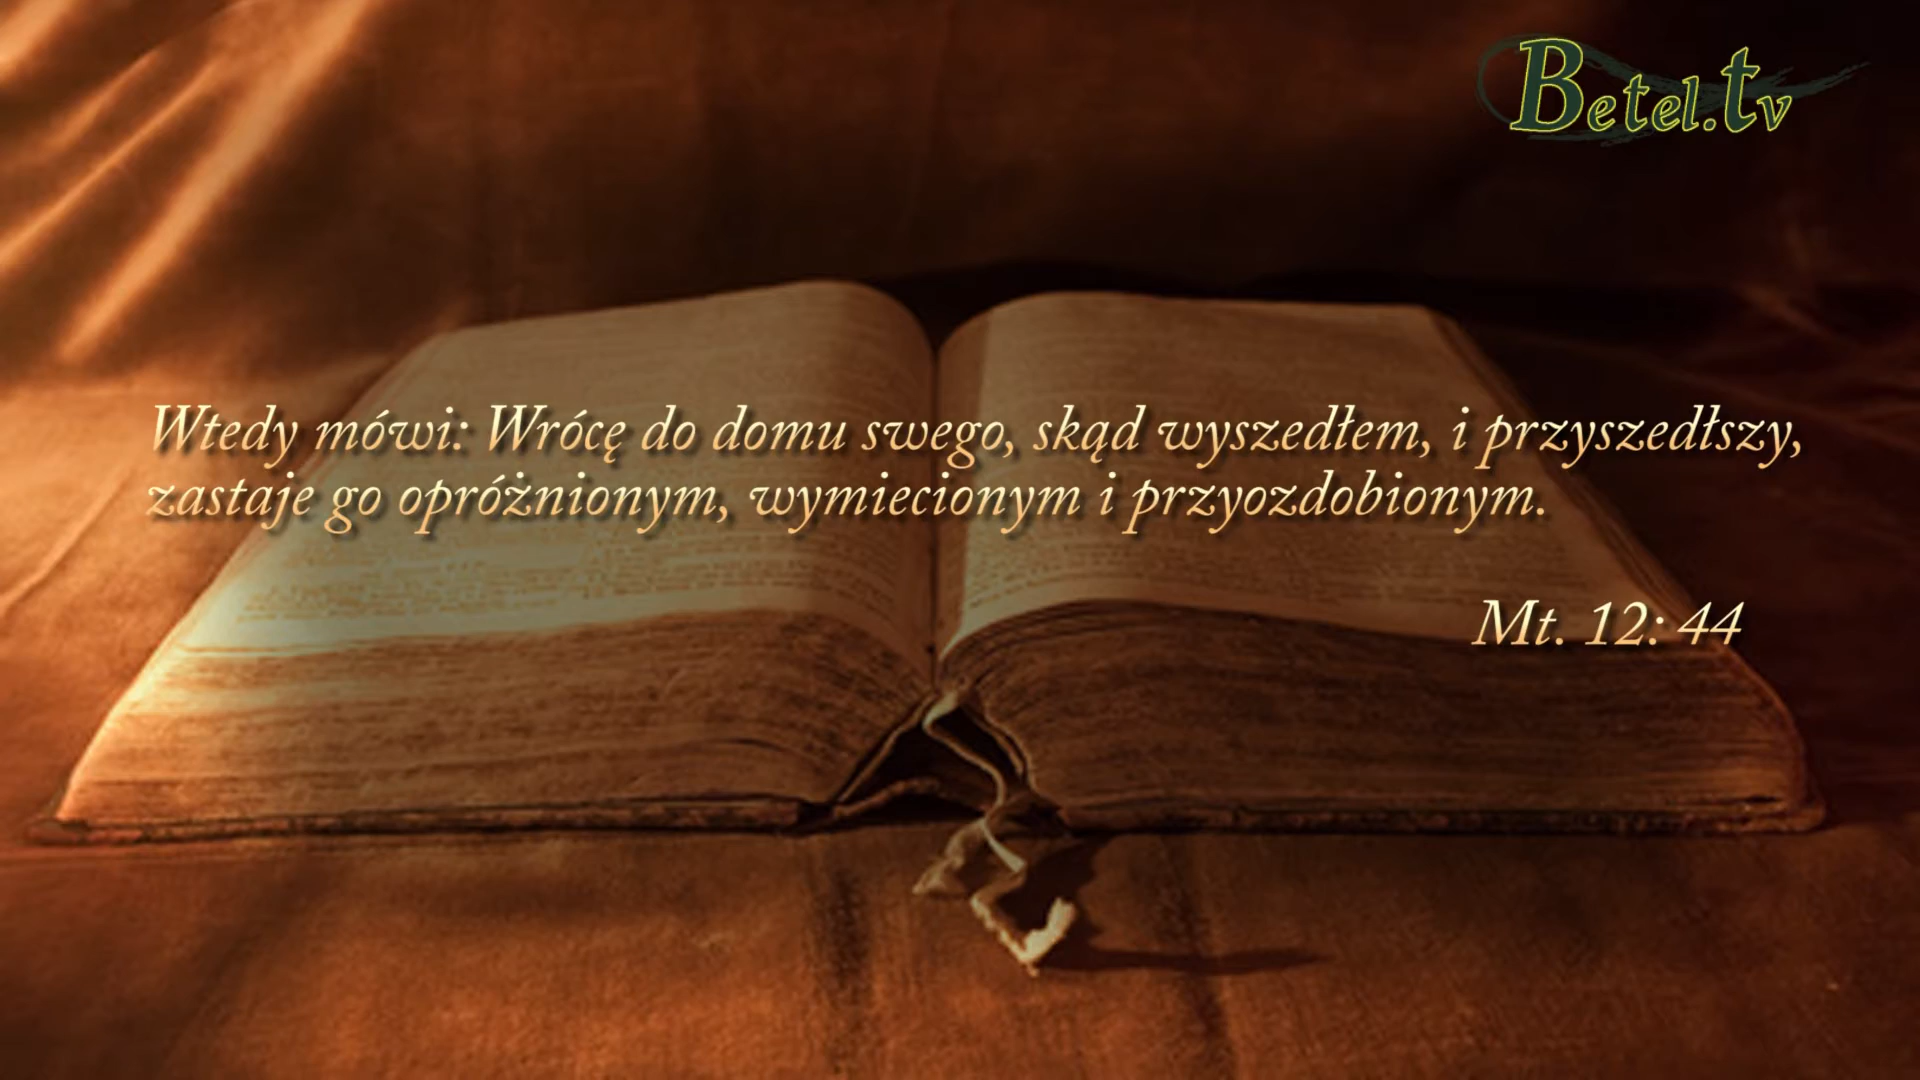 Betel.tv
Wtedy mówi: Wrócę do domu swego, skąd wyszedłem, i przyszedłszy,
zastaje go opróżnionym, wymiecionym i przyozdobionym.
Mt. 12: 44